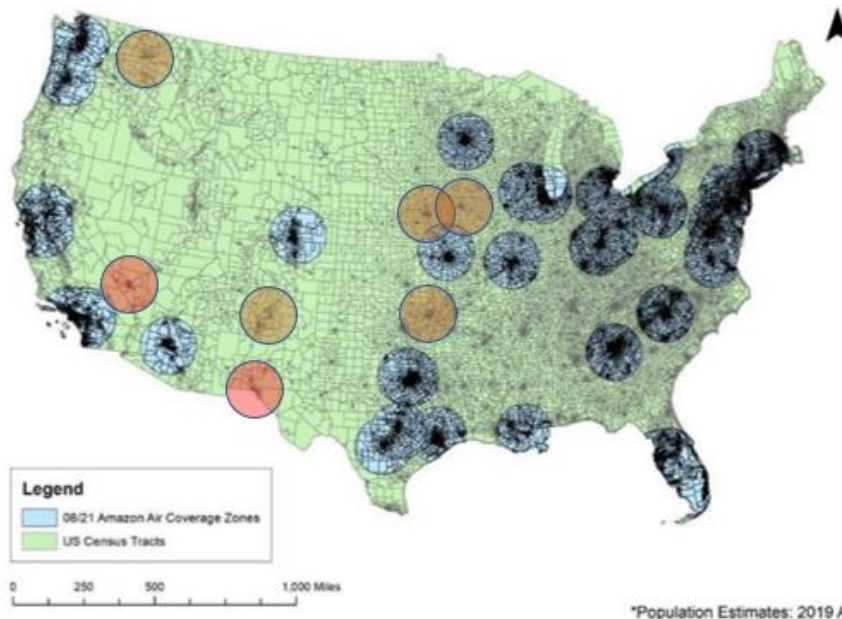 Legend
08/21 Amazon Air Coverage Zones
US Census Tracts
0 250 500 1,000 Miles
*Population Estimates: 2019 A